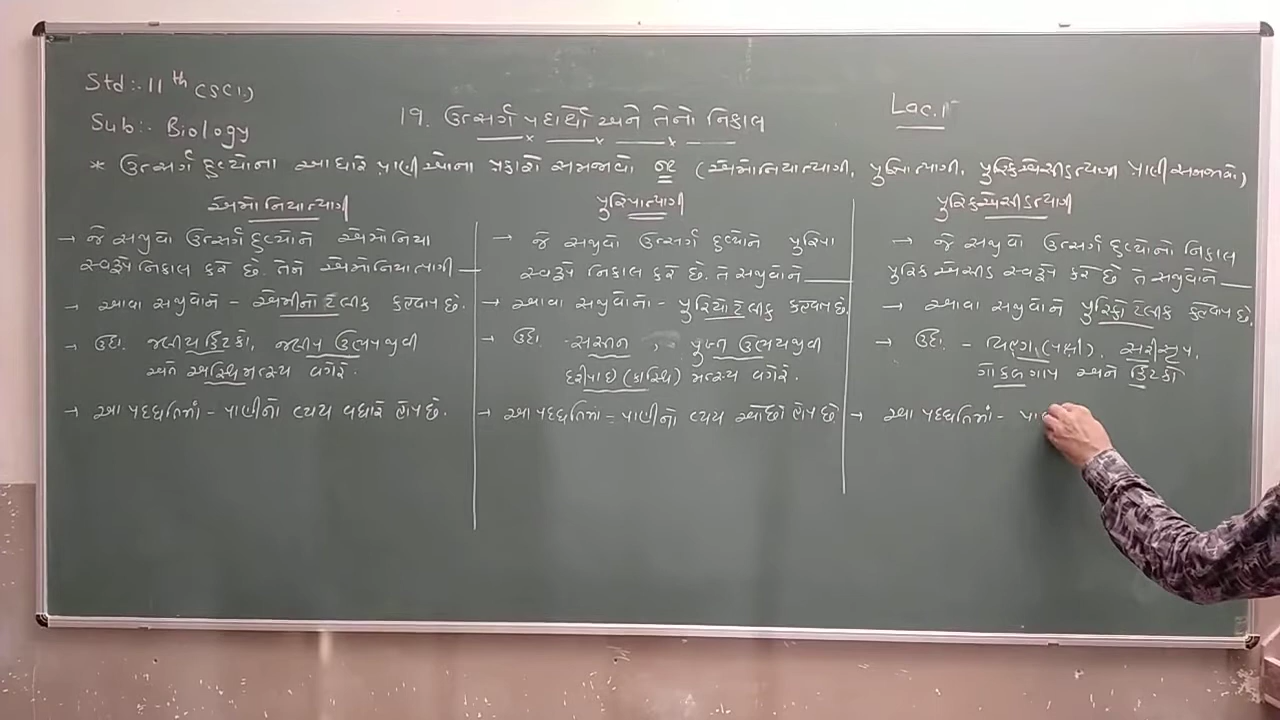 Std:- 11th (SCI.)
Sub:- Biology
Lac.1
19. ઉત્સર્ગ પદાર્થો અને તેનો નિકાલ
* ઉત્સર્ગ દ્રવ્યોના આધારે પ્રાણીઓના પ્રકારો સમજાવો (એમોનિયાત્યાગી, યુરિયાત્યાગી, યુરિકએસીડત્યાગી પ્રાણી સમજાવો.)
એમોનિયાત્યાગી
→ જે સજીવો ઉત્સર્ગ દ્રવ્યોને એમોનિયા
સ્વરૂપે નિકાલ કરે છે. તેને એમોનિયાત્યાગી —
→ આવા સજીવોને - એમીનોટેલીક કહેવાય છે.
→ ઉદા. જલીય કિટકો, જલીય ઉભયજીવી
અને અસ્થિમત્સ્ય વગેરે.
→ આ પદ્ધતિમાં - પાણીનો વ્યય વધારે હોય છે.
યુરિયાત્યાગી
→ જે સજીવો ઉત્સર્ગ દ્રવ્યોને યુરિયા
સ્વરૂપે નિકાલ કરે છે. તે સજીવોને ___
→ આવા સજીવોને - યુરિયોટેલીક કહેવાય છે.
→ ઉદા. - સસ્તન, પુખ્ત ઉભયજીવી
દરીયાઇ (કાસ્થિ) મત્સ્ય વગેરે.
→ આ પદ્ધતિમાં - પાણીનો વ્યય ઓછો હોય છે
યુરિકએસીડત્યાગી
→ જે સજીવો ઉત્સર્ગ દ્રવ્યોનો નિકાલ
યુરિક એસીડ સ્વરૂપે કરે છે તે સજીવોને ___
→ આવા સજીવોને યુરિકોટેલીક કહેવાય છે.
→ ઉદા. - વિહગ (પક્ષી), સરીસૃપ,
ગોકળગાય અને કિટકો
→ આ પદ્ધતિમાં - પા